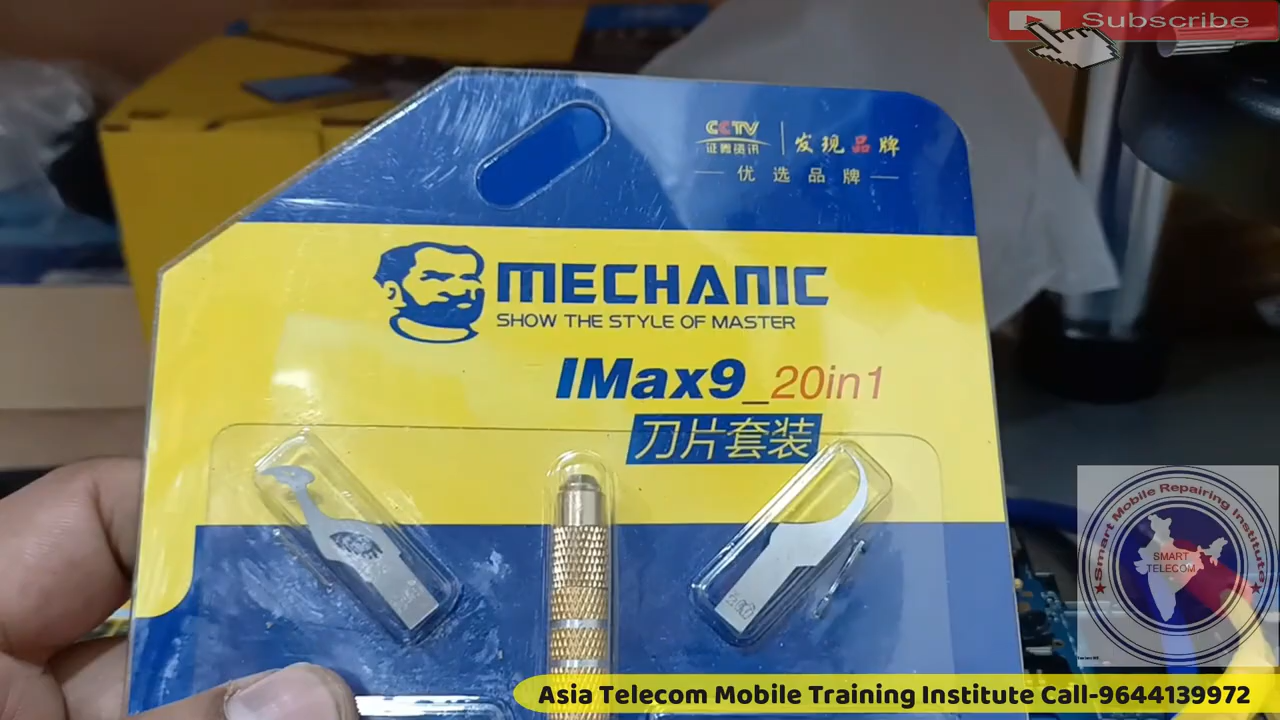 Subscribe
CCTV
证券资讯
发现品牌
优选品牌
MECHANIC
SHOW THE STYLE OF MASTER
IMax9_20in1
刀片套装
Smart Mobile Repairing Institute
SMART
TELECOM
Asia Telecom Mobile Training Institute Call-9644139972